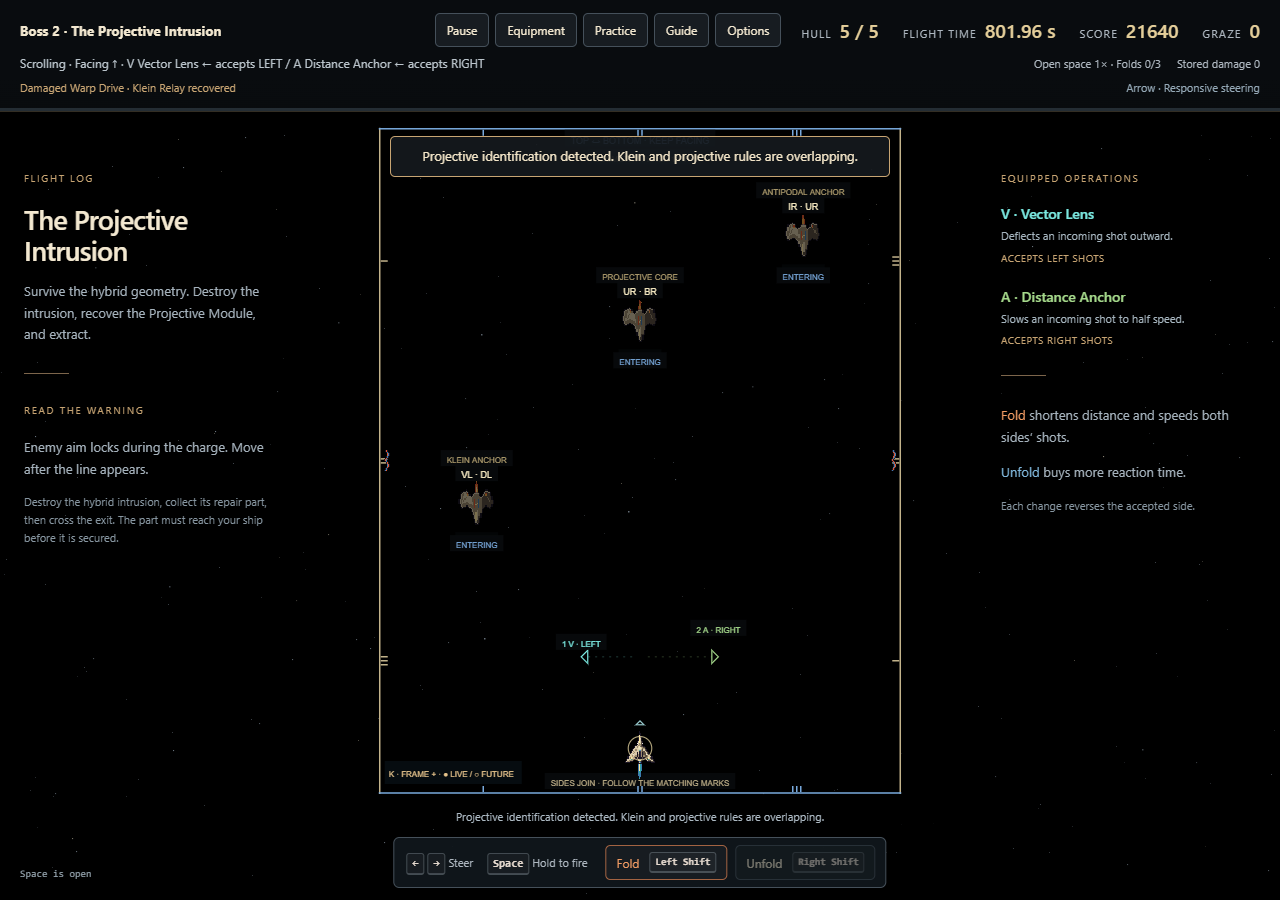 Boss 2 · The Projective Intrusion
Pause
Equipment
Practice
Guide
Options
HULL 5 / 5
FLIGHT TIME 801.96 s
SCORE 21640
GRAZE 0
Scrolling · Facing ↑ · V Vector Lens ← accepts LEFT / A Distance Anchor ← accepts RIGHT
Open space 1× · Folds 0/3
Stored damage 0
Damaged Warp Drive · Klein Relay recovered
Arrow · Responsive steering
FLIGHT LOG
The Projective
Intrusion
Survive the hybrid geometry. Destroy the
intrusion, recover the Projective Module,
and extract.
READ THE WARNING
Enemy aim locks during the charge. Move
after the line appears.
Destroy the hybrid intrusion, collect its repair part,
then cross the exit. The part must reach your ship
before it is secured.
Space is open
Projective identification detected. Klein and projective rules are overlapping.
ANTIPODAL ANCHOR
IR · UR
ENTERING
PROJECTIVE CORE
UR · BR
ENTERING
KLEIN ANCHOR
VL · DL
ENTERING
1 V · LEFT
2 A · RIGHT
K · FRAME + · ● LIVE / ○ FUTURE
SIDES JOIN · FOLLOW THE MATCHING MARKS
Projective identification detected. Klein and projective rules are overlapping.
← → Steer
Space Hold to fire
Fold Left Shift
Unfold Right Shift
EQUIPPED OPERATIONS
V · Vector Lens
Deflects an incoming shot outward.
ACCEPTS LEFT SHOTS
A · Distance Anchor
Slows an incoming shot to half speed.
ACCEPTS RIGHT SHOTS
Fold shortens distance and speeds both
sides’ shots.
Unfold buys more reaction time.
Each change reverses the accepted side.